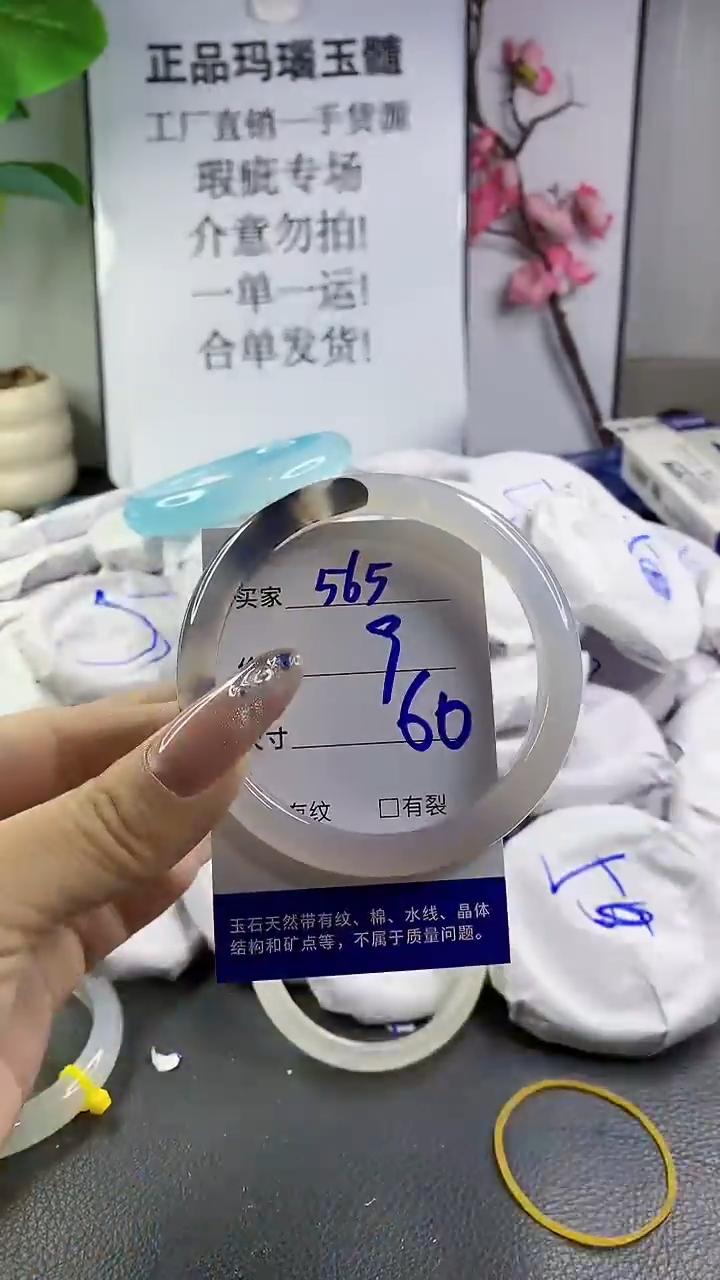 正品玛瑙玉髓
工厂直销一手货源
瑕疵专场
介意勿拍!
一单一运!
合单发货!
买家 565
9
寸 60
有纹 □有裂
玉石天然带有纹、棉、水线、晶体
结构和矿点等，不属于质量问题。